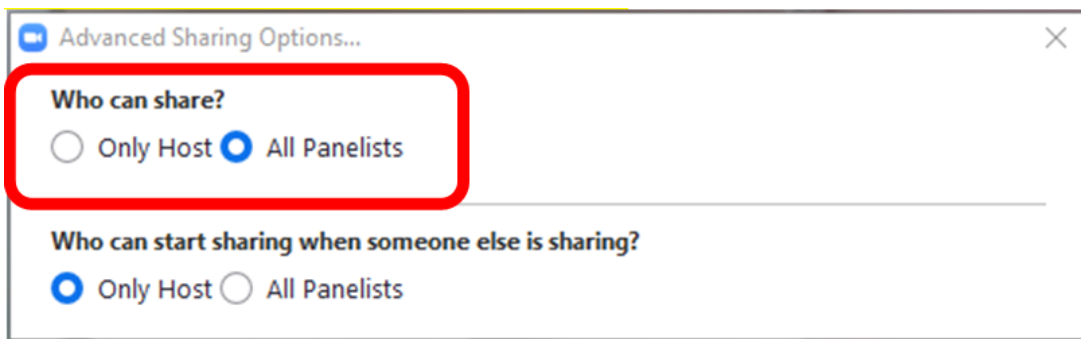 Advanced Sharing Options...
Who can share?
Only Host All Panelists
Who can start sharing when someone else is sharing?
Only Host All Panelists